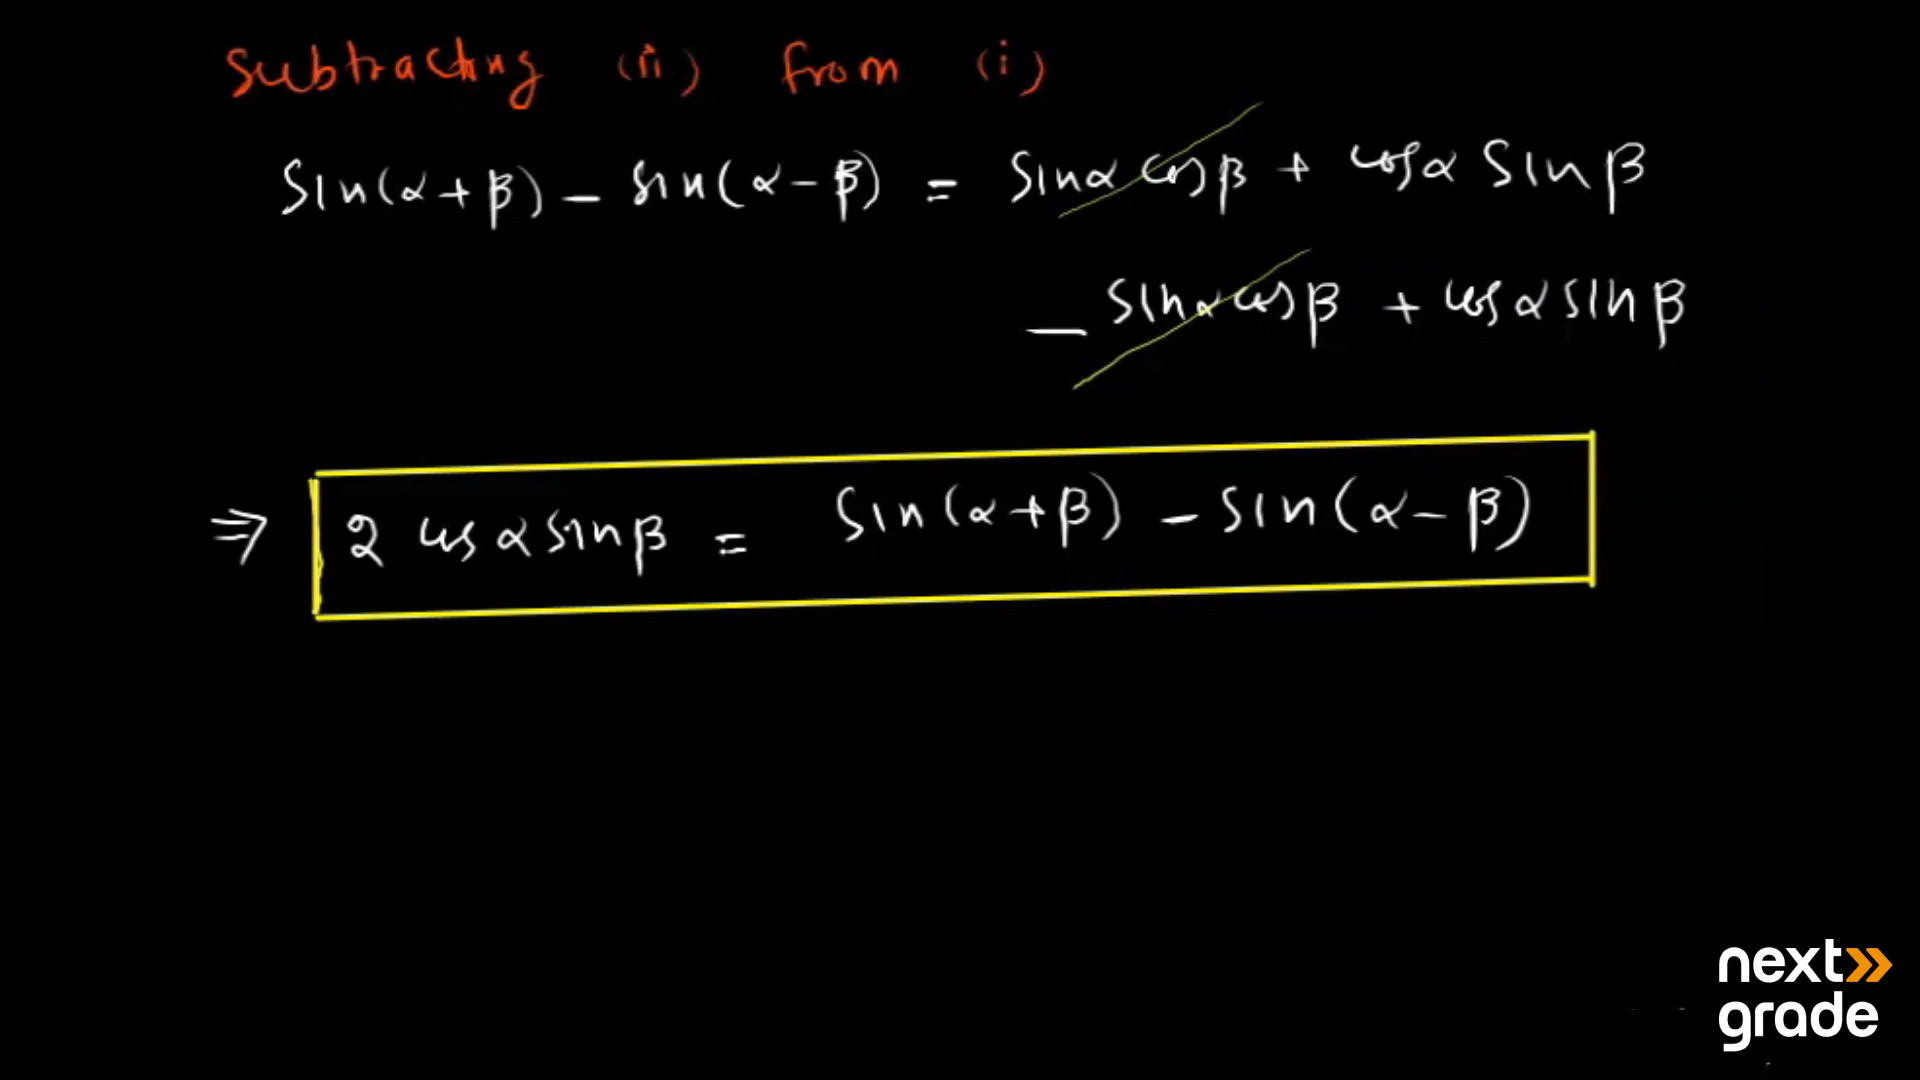 Subtracting (ii) from (i)
Sin(α+β) – sin(α–β) = Sinα cosβ + cosα Sinβ
– Sinα cosβ + cosα sinβ
⇒ 2 cosα sinβ = Sin(α+β) – Sin(α–β)
next
grade